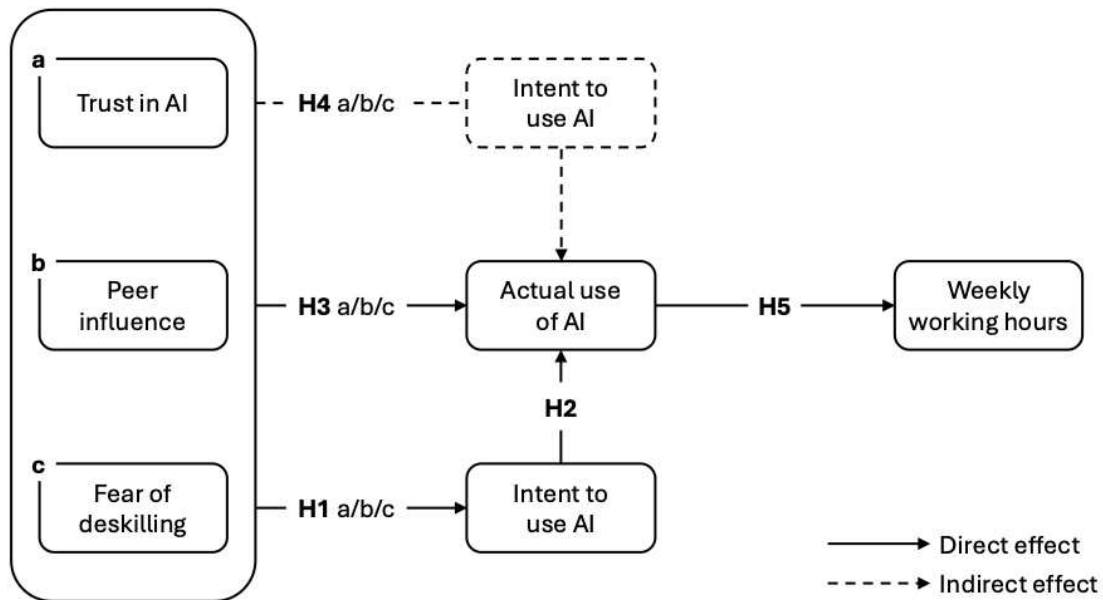 a
Trust in AI
H4 a/b/c
Intent to
use AI
b
Peer
influence
H3 a/b/c
Actual use
of AI
H5
Weekly
working hours
H2
c
Fear of
deskilling
H1 a/b/c
Intent to
use AI
Direct effect
Indirect effect